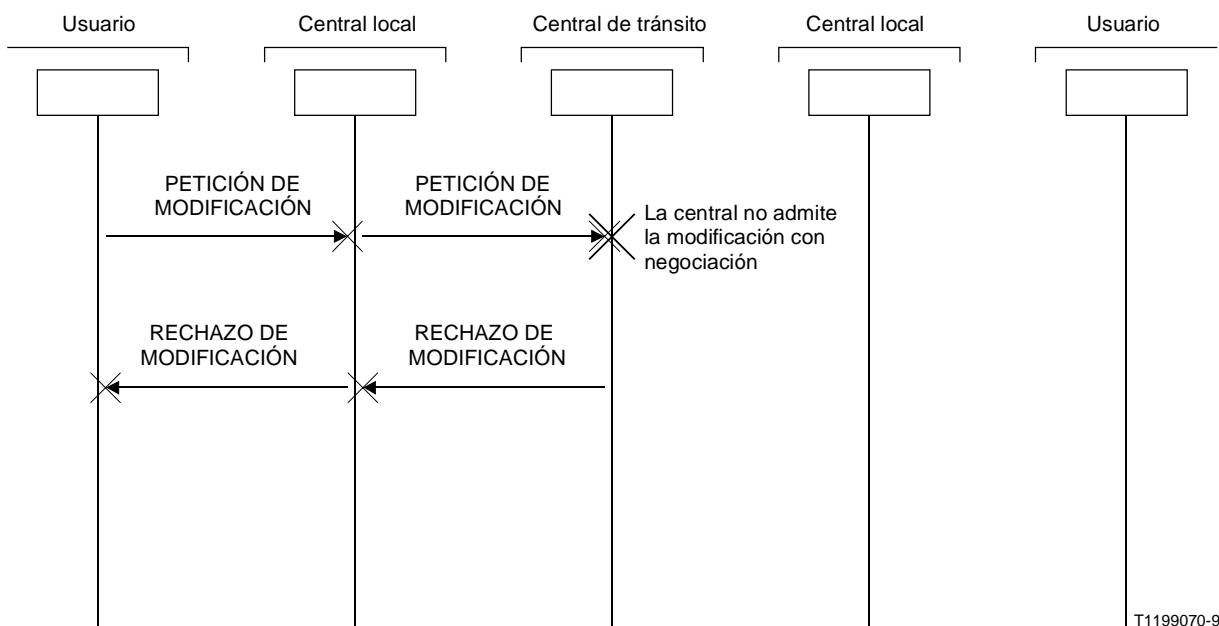 Usuario
Central local
Central de tránsito
Central local
Usuario
PETICIÓN DE
MODIFICACIÓN
PETICIÓN DE
MODIFICACIÓN
La central no admite
la modificación con
negociación
RECHAZO DE
MODIFICACIÓN
RECHAZO DE
MODIFICACIÓN
T1199070-9